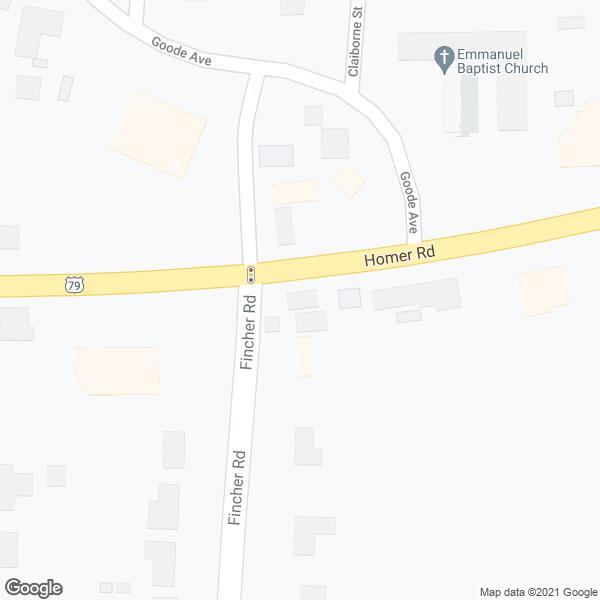 Goode Ave
Claiborne St
Emmanuel
Baptist Church
Goode Ave
Homer Rd
79
Fincher Rd
Fincher Rd
Google
Map data ©2021 Google